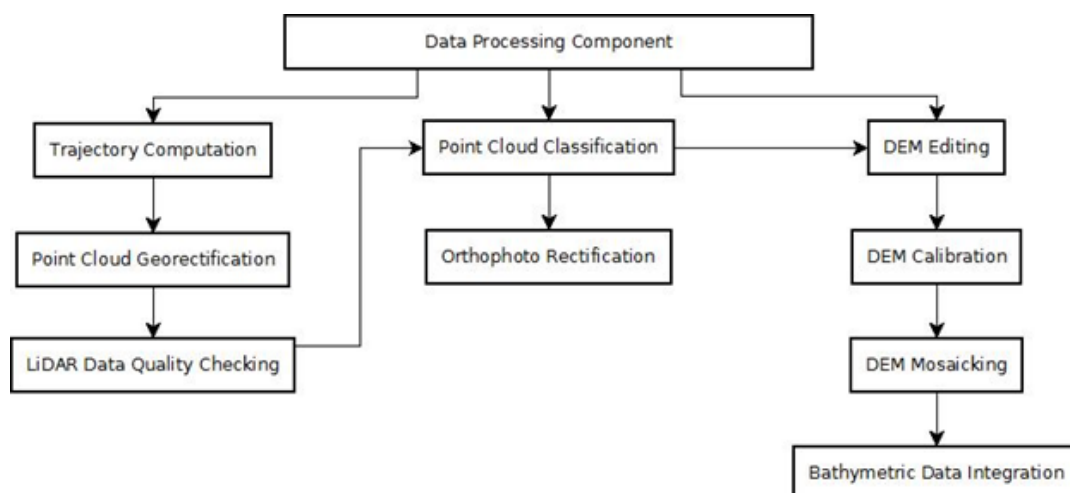 Data Processing Component
Trajectory Computation
Point Cloud Classification
DEM Editing
Point Cloud Georectification
Orthophoto Rectification
DEM Calibration
LiDAR Data Quality Checking
DEM Mosaicking
Bathymetric Data Integration